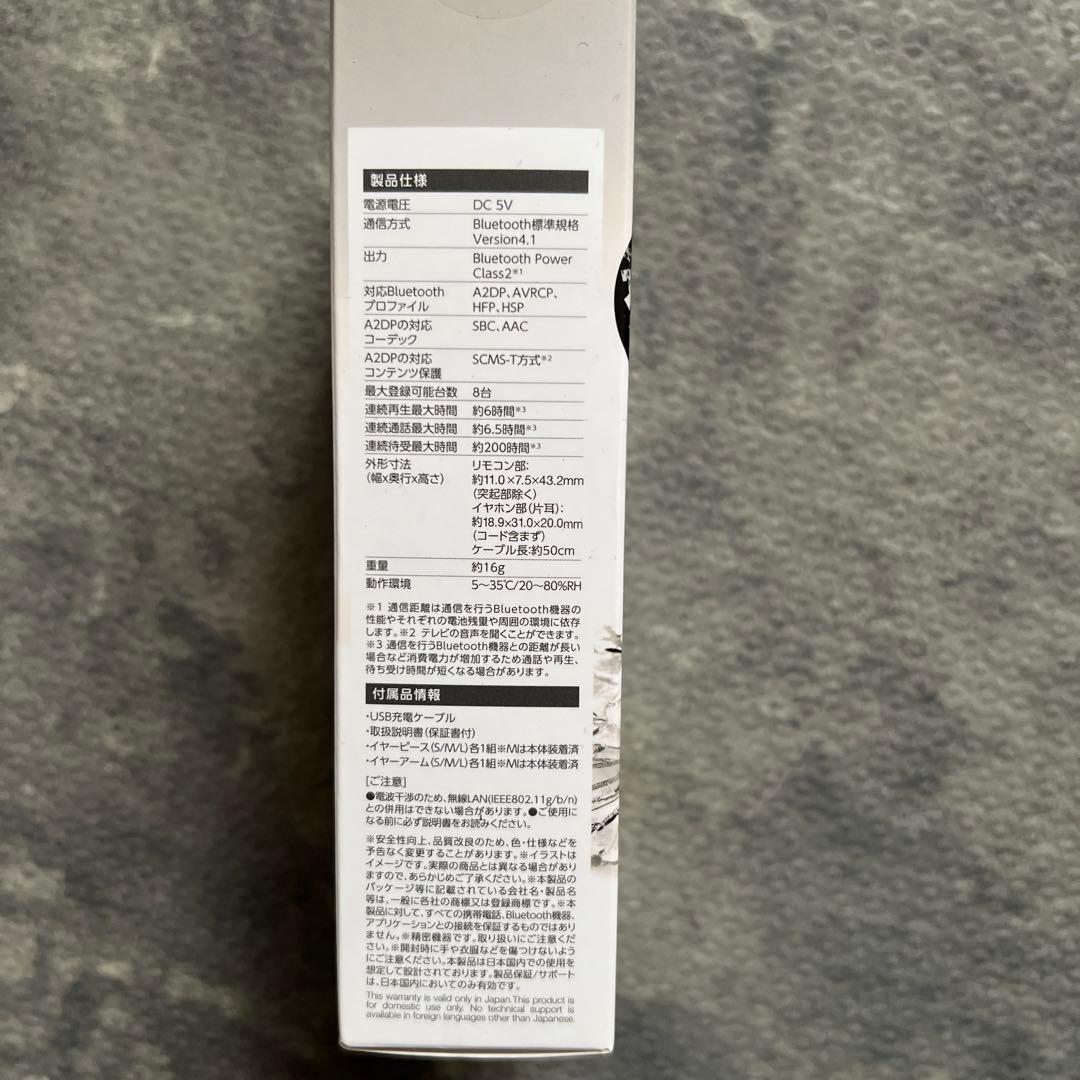 製品仕様
電源電圧 DC 5V
通信方式 Bluetooth標準規格
Version4.1
出力 Bluetooth Power
Class2※1
対応Bluetooth A2DP、AVRCP、
プロファイル HFP、HSP
A2DPの対応 SBC、AAC
コーデック
A2DPの対応 SCMS-T方式※2
コンテンツ保護
最大登録可能台数 8台
連続再生最大時間 約6時間※3
連続通話最大時間 約6.5時間※3
連続待受最大時間 約200時間※3
外形寸法 リモコン部:
(幅x奥行x高さ) 約11.0×7.5×43.2mm
(突起部除く)
イヤホン部(片耳):
約18.9×31.0×20.0mm
(コード含まず)
ケーブル長:約50cm
重量 約16g
動作環境 5〜35℃/20〜80%RH
※1 通信距離は通信を行うBluetooth機器の
性能やそれぞれの電池残量や周囲の環境に依存
します。※2 テレビの音声を聞くことができます。
※3 通信を行うBluetooth機器との距離が長い
場合など消費電力が増加するため通話や再生、
待ち受け時間が短くなる場合があります。
付属品情報
・USB充電ケーブル
・取扱説明書(保証書付)
・イヤーピース(S/M/L)各1組※Mは本体装着済
・イヤーアーム(S/M/L)各1組※Mは本体装着済
[ご注意]
●電波干渉のため、無線LAN(IEEE802.11g/b/n)
との併用はできない場合があります。●ご使用に
なる前に必ず説明書をお読みください。
※安全性向上、品質改良のため、色・仕様などを
予告なく変更することがあります。※イラストは
イメージです。実際の商品とは異なる場合があり
ますので、あらかじめご了承ください。※本製品の
パッケージ等に記載されている会社名・製品名
等は、一般に各社の商標又は登録商標です。※本
製品に対して、すべての携帯電話、Bluetooth機器、
アプリケーションとの接続を保証するものではあり
ません。※精密機器です。取り扱いにご注意くだ
さい。※開封時に手や衣服などを傷つけないよう
にご注意ください。本製品は日本国内での使用を
想定して設計されております。製品保証/サポート
は、日本国内においてのみ有効です。
This warranty is valid only in Japan.This product is
for domestic use only. No technical support is
available in foreign languages other than Japanese.